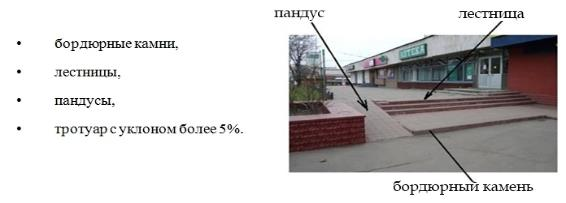 пандус
лестница
• бордюрные камни,
• лестницы,
• пандусы,
• тротуар с уклоном более 5%.
бордюрный камень